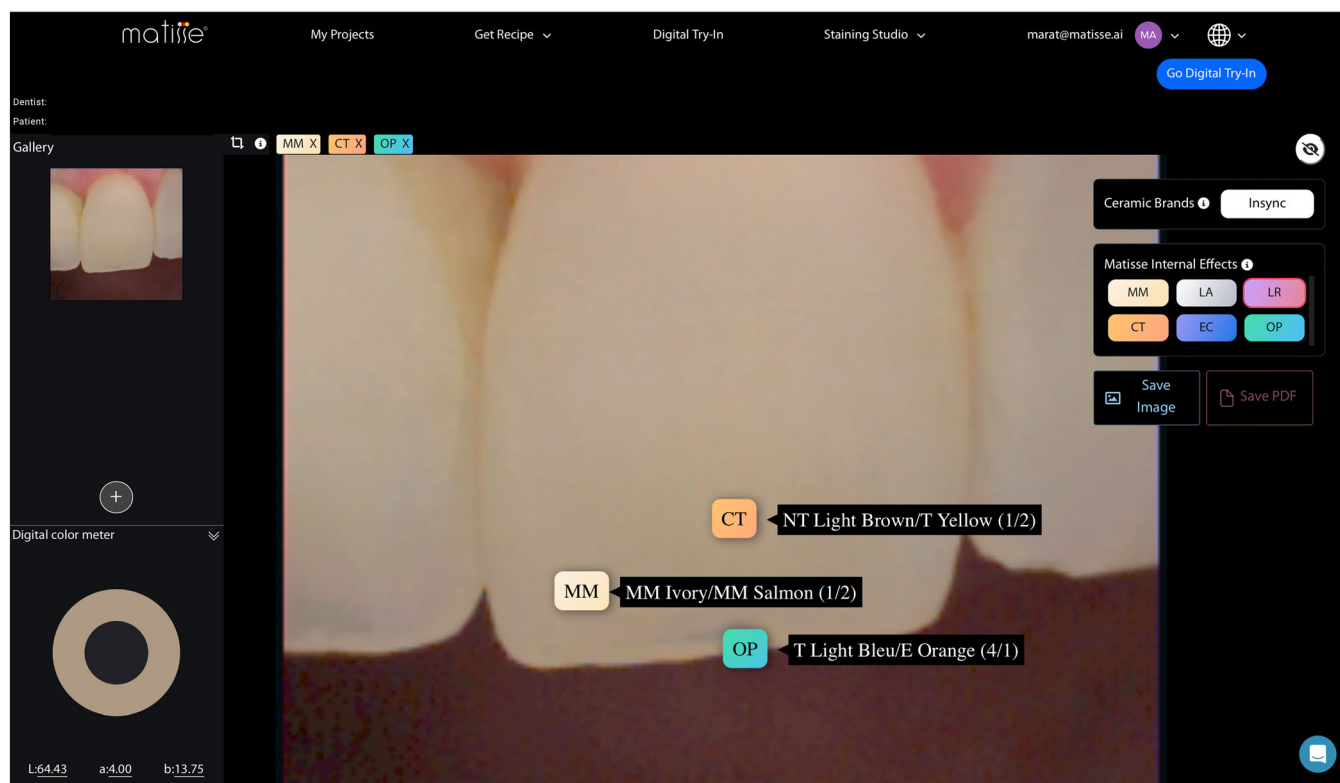 matisse®
My Projects
Get Recipe
Digital Try-In
Staining Studio
marat@matisse.ai
MA
Go Digital Try-In
Dentist:
Patient:
Gallery
MM X
CT X
OP X
Ceramic Brands
Insync
Matisse Internal Effects
MM
LA
LR
CT
EC
OP
Save Image
Save PDF
CT
NT Light Brown/T Yellow (1/2)
MM
MM Ivory/MM Salmon (1/2)
OP
T Light Bleu/E Orange (4/1)
Digital color meter
L:64.43 a:4.00 b:13.75